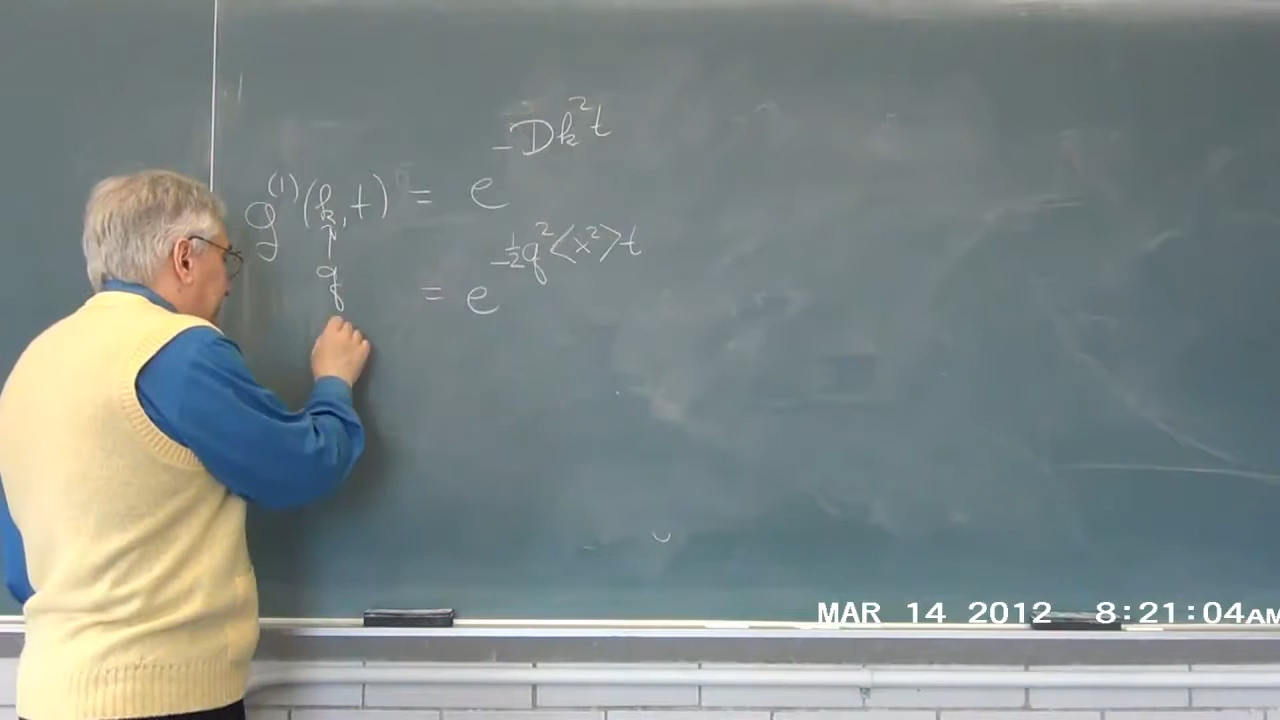 g⁽¹⁾(k, t) = e^{-Dk²t}
↑
q
= e^{-½q²<x²>t}
MAR 14 2012 8:21:04AM